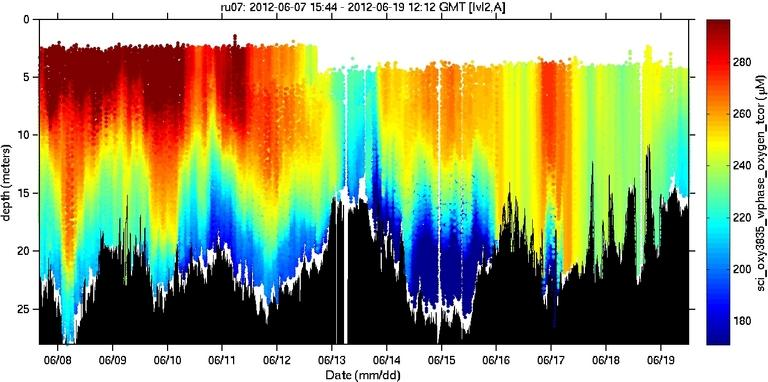 ru07: 2012-06-07 15:44 - 2012-06-19 12:12 GMT [lvl2,A]
0
5
10
15
20
25
depth (meters)
06/08 06/09 06/10 06/11 06/12 06/13 06/14 06/15 06/16 06/17 06/18 06/19
Date (mm/dd)
280
260
240
220
200
180
sci_oxy3835_wphase_oxygen_tcor (μM)